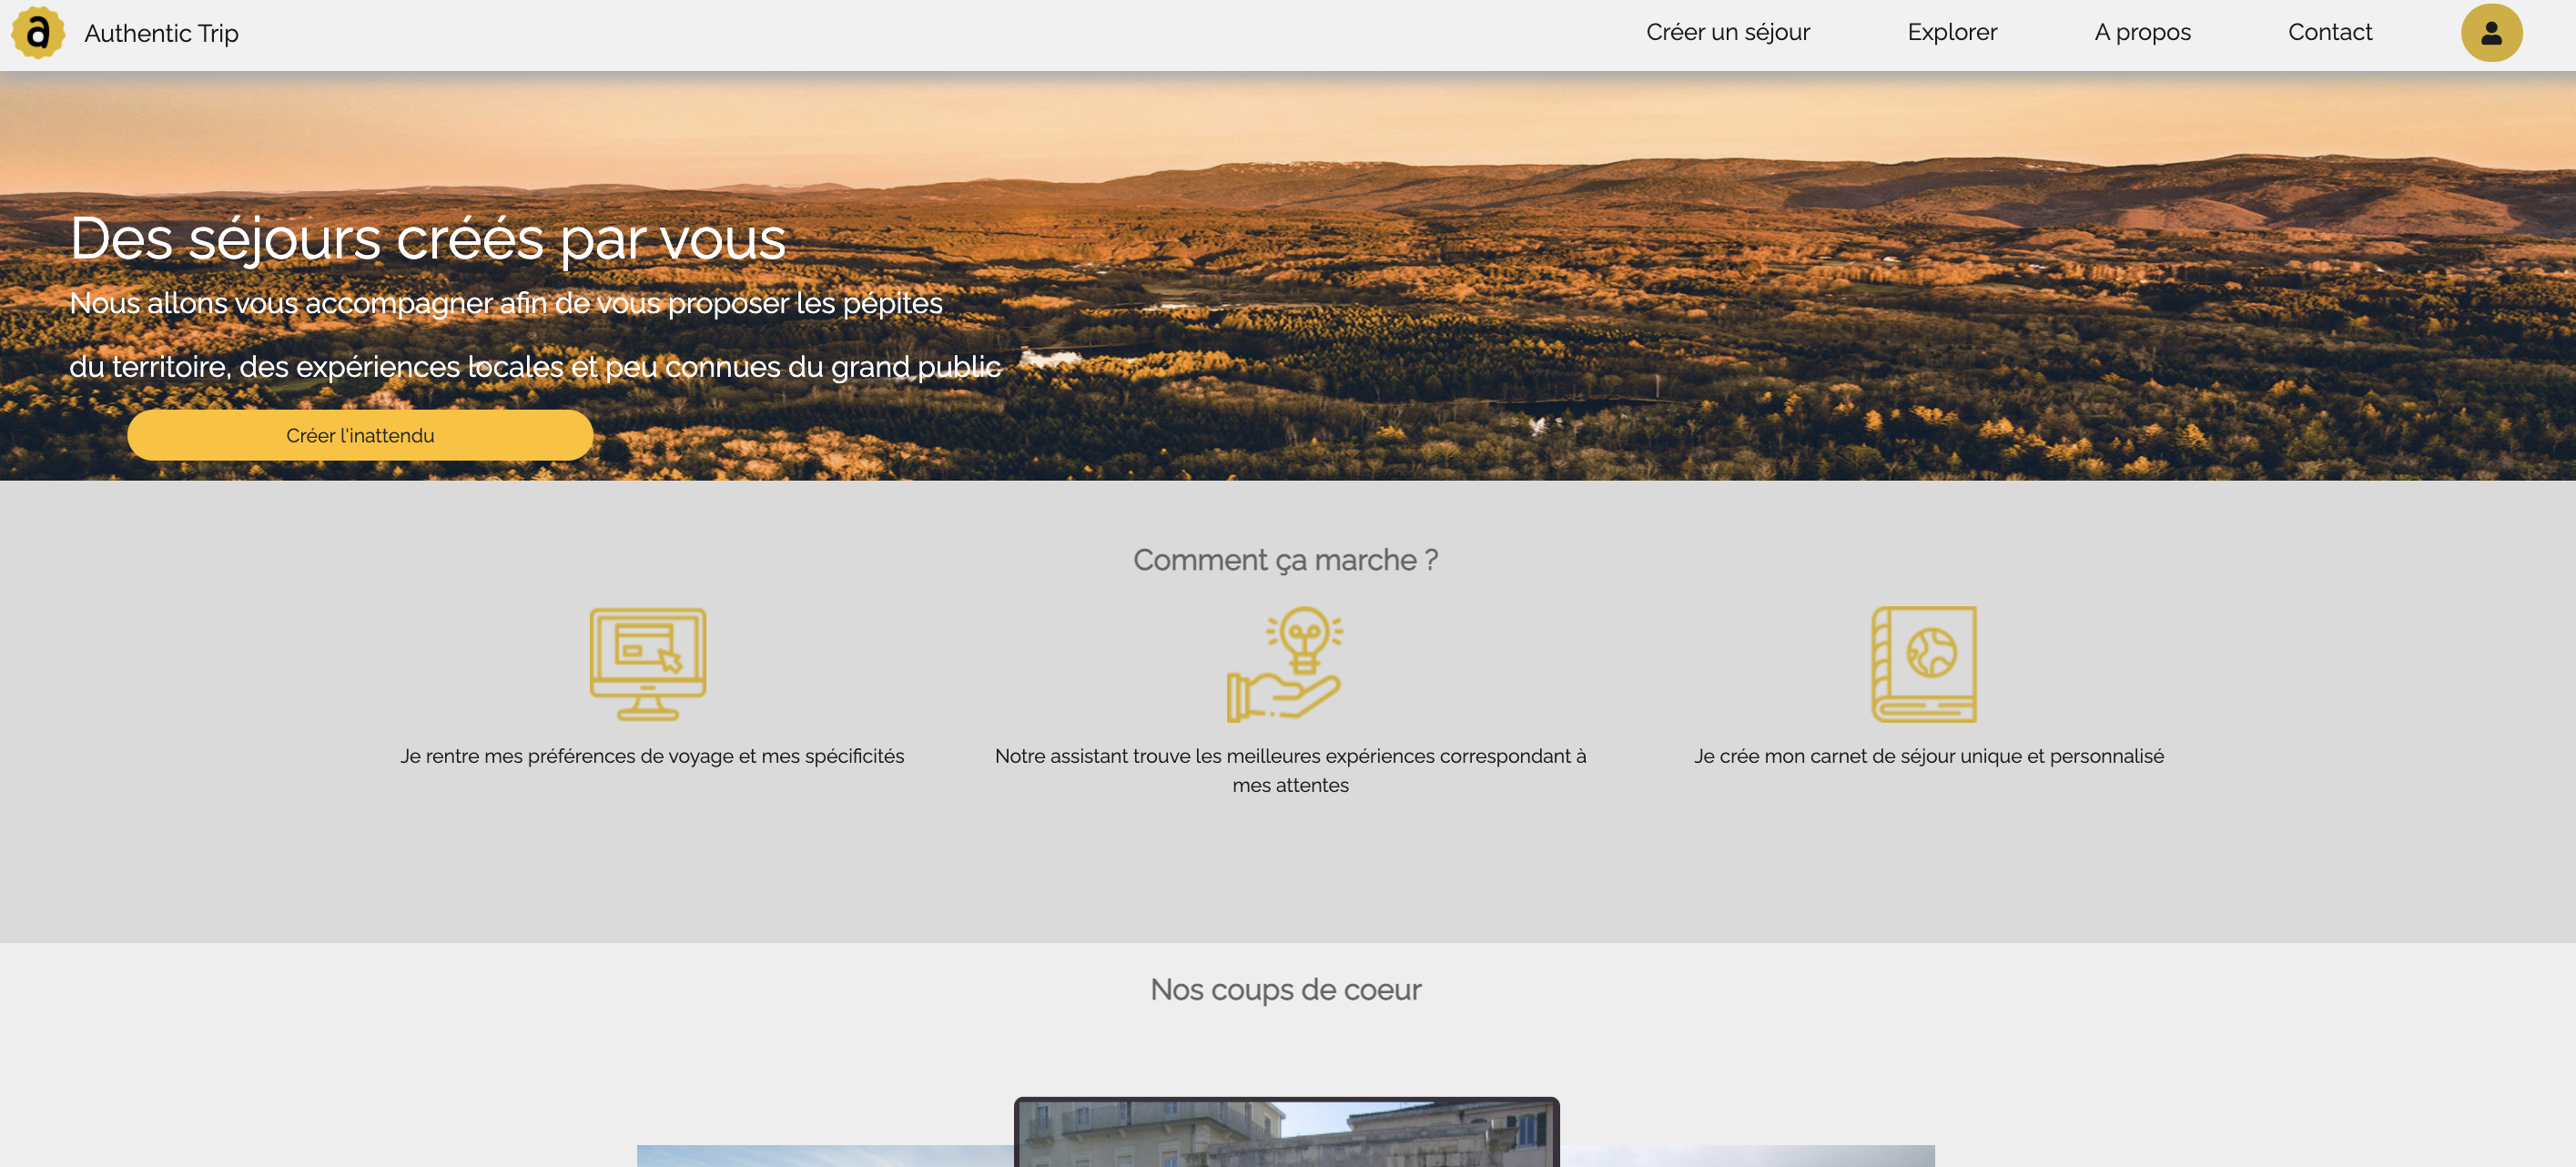 a
Authentic Trip
Créer un séjour
Explorer
A propos
Contact
Des séjours créés par vous
Nous allons vous accompagner afin de vous proposer les pépites
du territoire, des expériences locales et peu connues du grand public
Créer l'inattendu
Comment ça marche ?
Je rentre mes préférences de voyage et mes spécificités
Notre assistant trouve les meilleures expériences correspondant à
mes attentes
Je crée mon carnet de séjour unique et personnalisé
Nos coups de coeur